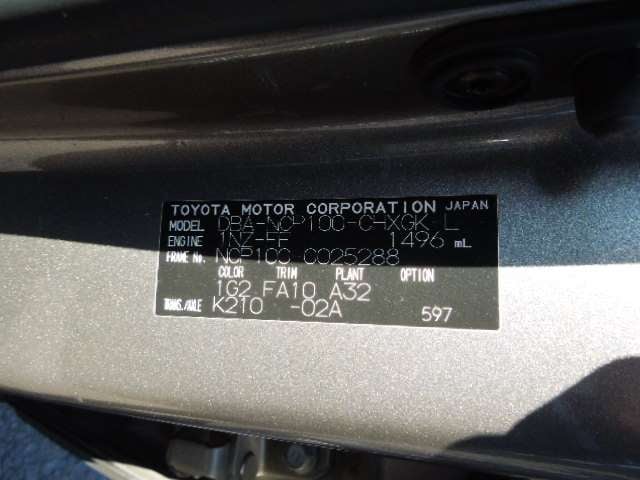 TOYOTA MOTOR CORPORATION JAPAN
MODEL DBA-NCP100-CHXGK L
ENGINE 1NZ-FE 1496 mL
FRAME No. NCP100-0025288
COLOR TRIM PLANT OPTION
1G2 FA10 A32
TRANS./AXLE K210 -02A 597